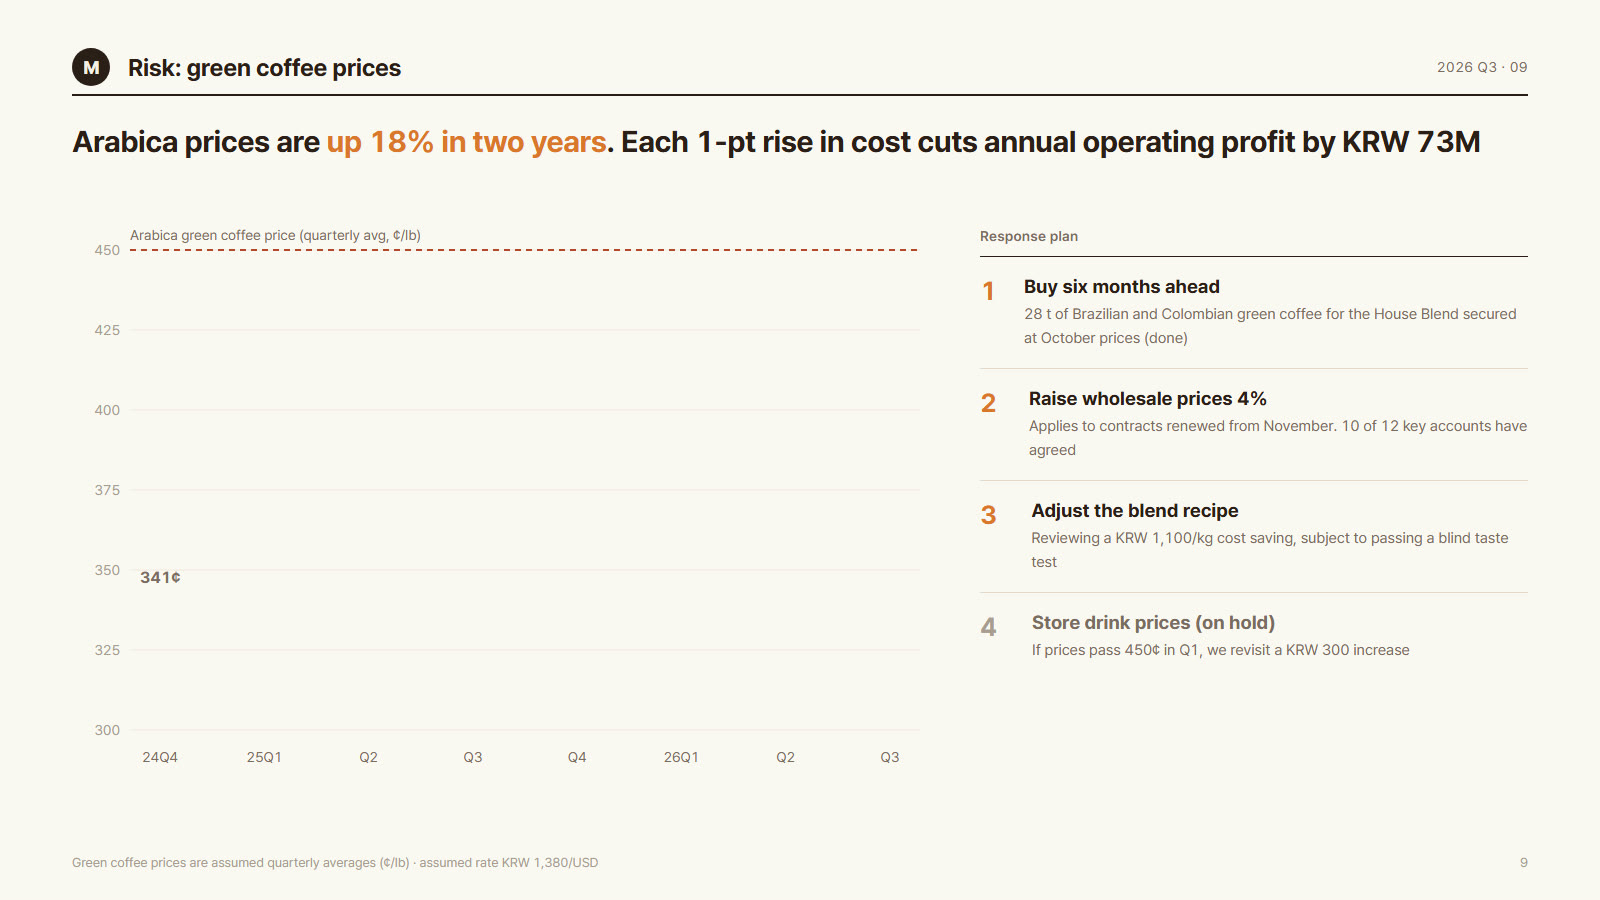 M
Risk: green coffee prices
2026 Q3 · 09
Arabica prices are up 18% in two years. Each 1-pt rise in cost cuts annual operating profit by KRW 73M
Arabica green coffee price (quarterly avg, ¢/lb)
450
425
400
375
350
325
300
341¢
24Q4
25Q1
Q2
Q3
Q4
26Q1
Q2
Q3
Response plan
1
Buy six months ahead
28 t of Brazilian and Colombian green coffee for the House Blend secured
at October prices (done)
2
Raise wholesale prices 4%
Applies to contracts renewed from November. 10 of 12 key accounts have
agreed
3
Adjust the blend recipe
Reviewing a KRW 1,100/kg cost saving, subject to passing a blind taste
test
4
Store drink prices (on hold)
If prices pass 450¢ in Q1, we revisit a KRW 300 increase
Green coffee prices are assumed quarterly averages (¢/lb) · assumed rate KRW 1,380/USD
9